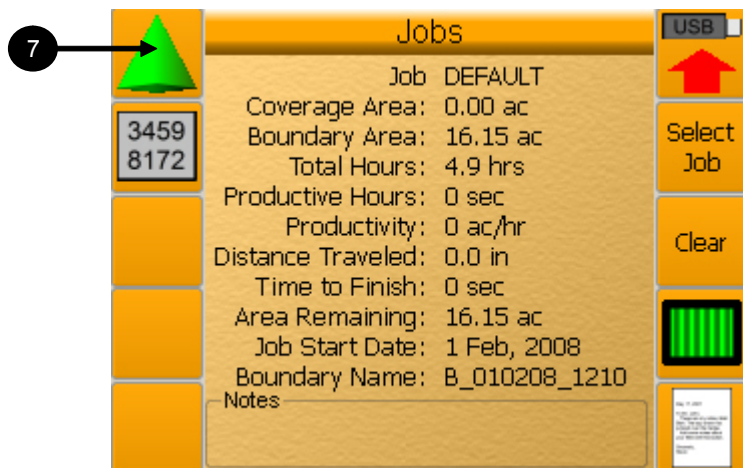 7
Jobs
USB
Job DEFAULT
Coverage Area: 0.00 ac
3459
8172
Boundary Area: 16.15 ac
Select
Job
Total Hours: 4.9 hrs
Productive Hours: 0 sec
Productivity: 0 ac/hr
Clear
Distance Traveled: 0.0 in
Time to Finish: 0 sec
Area Remaining: 16.15 ac
Job Start Date: 1 Feb, 2008
Boundary Name: B_010208_1210
Notes